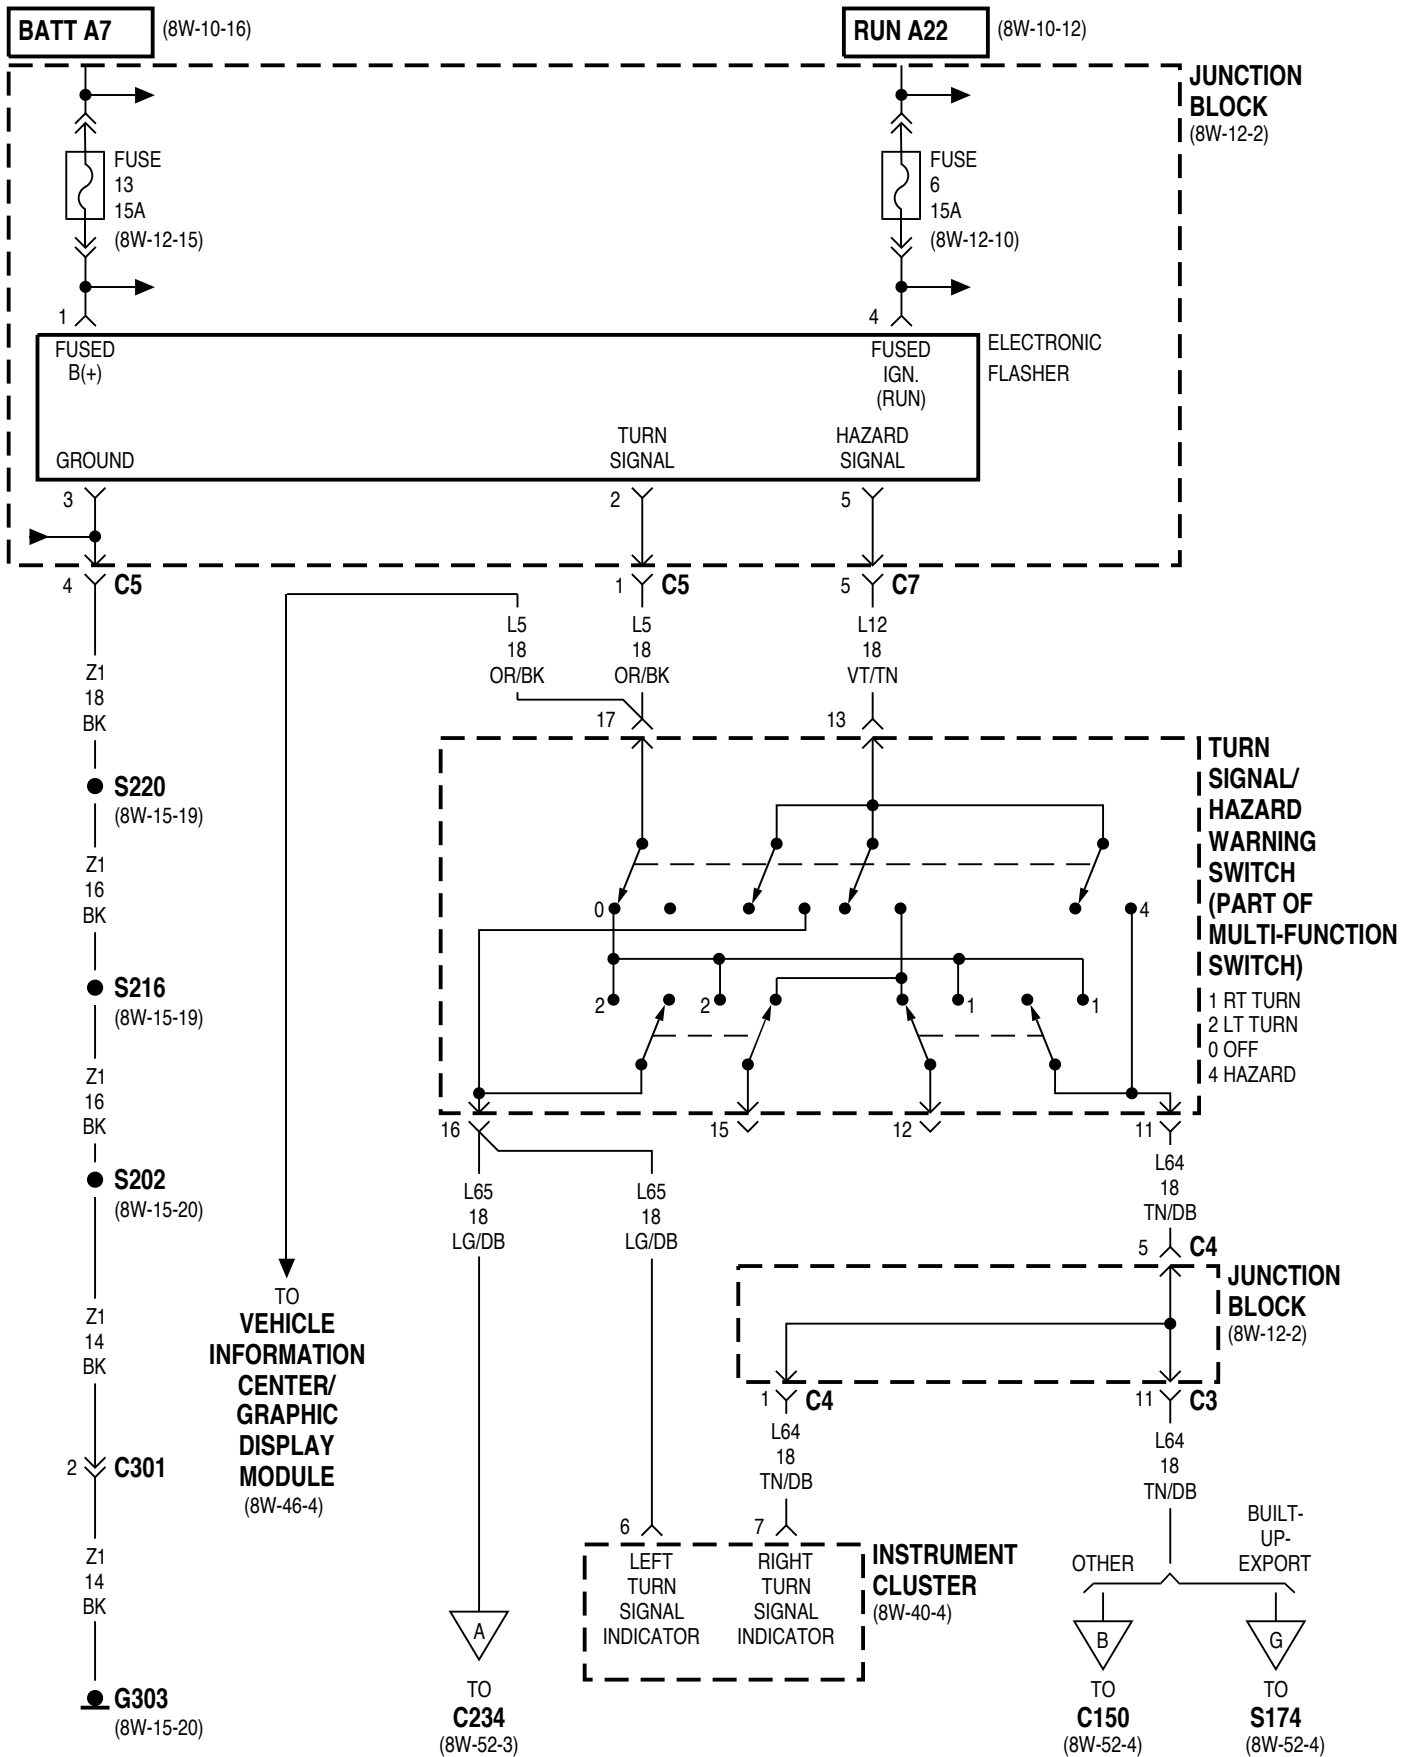 BATT A7 (8W-10-16)
RUN A22 (8W-10-12)
JUNCTION
BLOCK
(8W-12-2)
FUSE
13
15A
(8W-12-15)
FUSE
6
15A
(8W-12-10)
1
4
FUSED
B(+)
FUSED
IGN.
(RUN)
ELECTRONIC
FLASHER
GROUND
TURN
SIGNAL
HAZARD
SIGNAL
3
2
5
4 C5
1 C5
5 C7
L5
18
OR/BK
L5
18
OR/BK
L12
18
VT/TN
Z1
18
BK
17
13
TURN
SIGNAL/
HAZARD
WARNING
SWITCH
(PART OF
MULTI-FUNCTION
SWITCH)
1 RT TURN
2 LT TURN
0 OFF
4 HAZARD
S220
(8W-15-19)
Z1
16
BK
0
4
2
2
1
1
S216
(8W-15-19)
Z1
16
BK
16
15
12
11
S202
(8W-15-20)
L65
18
LG/DB
L65
18
LG/DB
L64
18
TN/DB
5 C4
JUNCTION
BLOCK
(8W-12-2)
Z1
14
BK
TO
VEHICLE
INFORMATION
CENTER/
GRAPHIC
DISPLAY
MODULE
(8W-46-4)
1 C4
11 C3
L64
18
TN/DB
L64
18
TN/DB
2 C301
6
7
LEFT
TURN
SIGNAL
INDICATOR
RIGHT
TURN
SIGNAL
INDICATOR
INSTRUMENT
CLUSTER
(8W-40-4)
OTHER
BUILT-
UP-
EXPORT
Z1
14
BK
A
B
G
G303
(8W-15-20)
TO
C234
(8W-52-3)
TO
C150
(8W-52-4)
TO
S174
(8W-52-4)